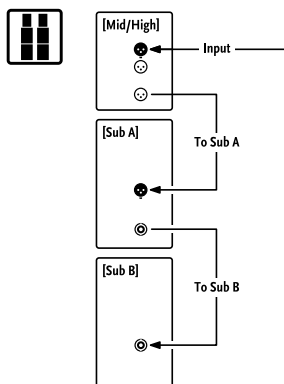 [Mid/High]
Input
To Sub A
[Sub A]
To Sub B
[Sub B]